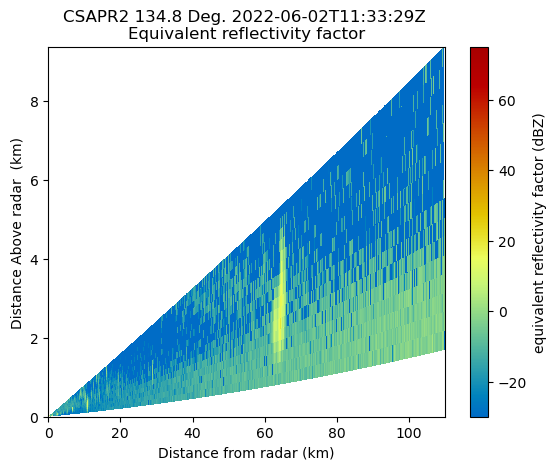 CSAPR2 134.8 Deg. 2022-06-02T11:33:29Z
Equivalent reflectivity factor
8
6
4
2
0
Distance Above radar  (km)
0 20 40 60 80 100
Distance from radar (km)
60
40
20
0
−20
equivalent reflectivity factor (dBZ)